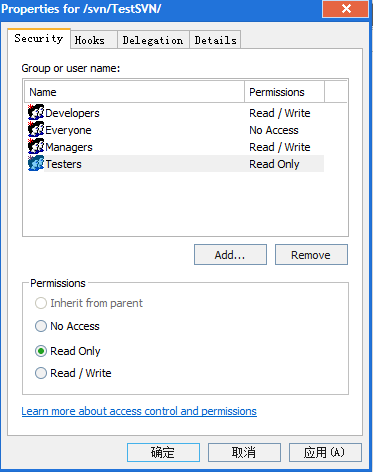 Properties for /svn/TestSVN/
Security Hooks Delegation Details
Group or user name:
Name Permissions
Developers Read / Write
Everyone No Access
Managers Read / Write
Testers Read Only
Add... Remove
Permissions
Inherit from parent
No Access
Read Only
Read / Write
Learn more about access control and permissions
确定 取消 应用(A)